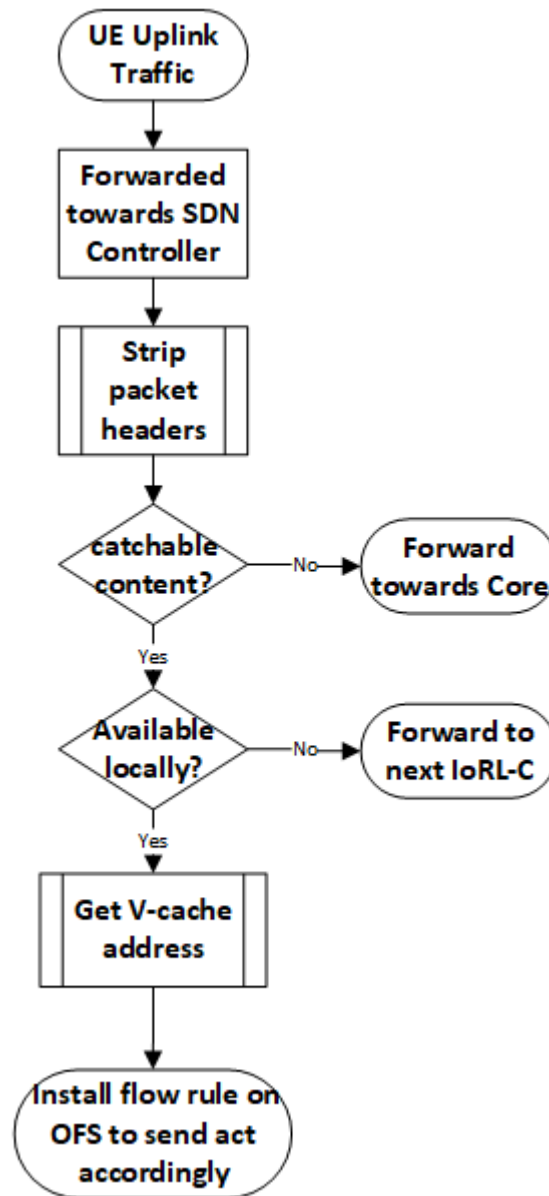 UE Uplink
Traffic
Forwarded
towards SDN
Controller
Strip
packet
headers
catchable
content?
No
Forward
towards Core
Yes
Available
locally?
No
Forward to
next IoRL-C
Yes
Get V-cache
address
Install flow rule on
OFS to send act
accordingly